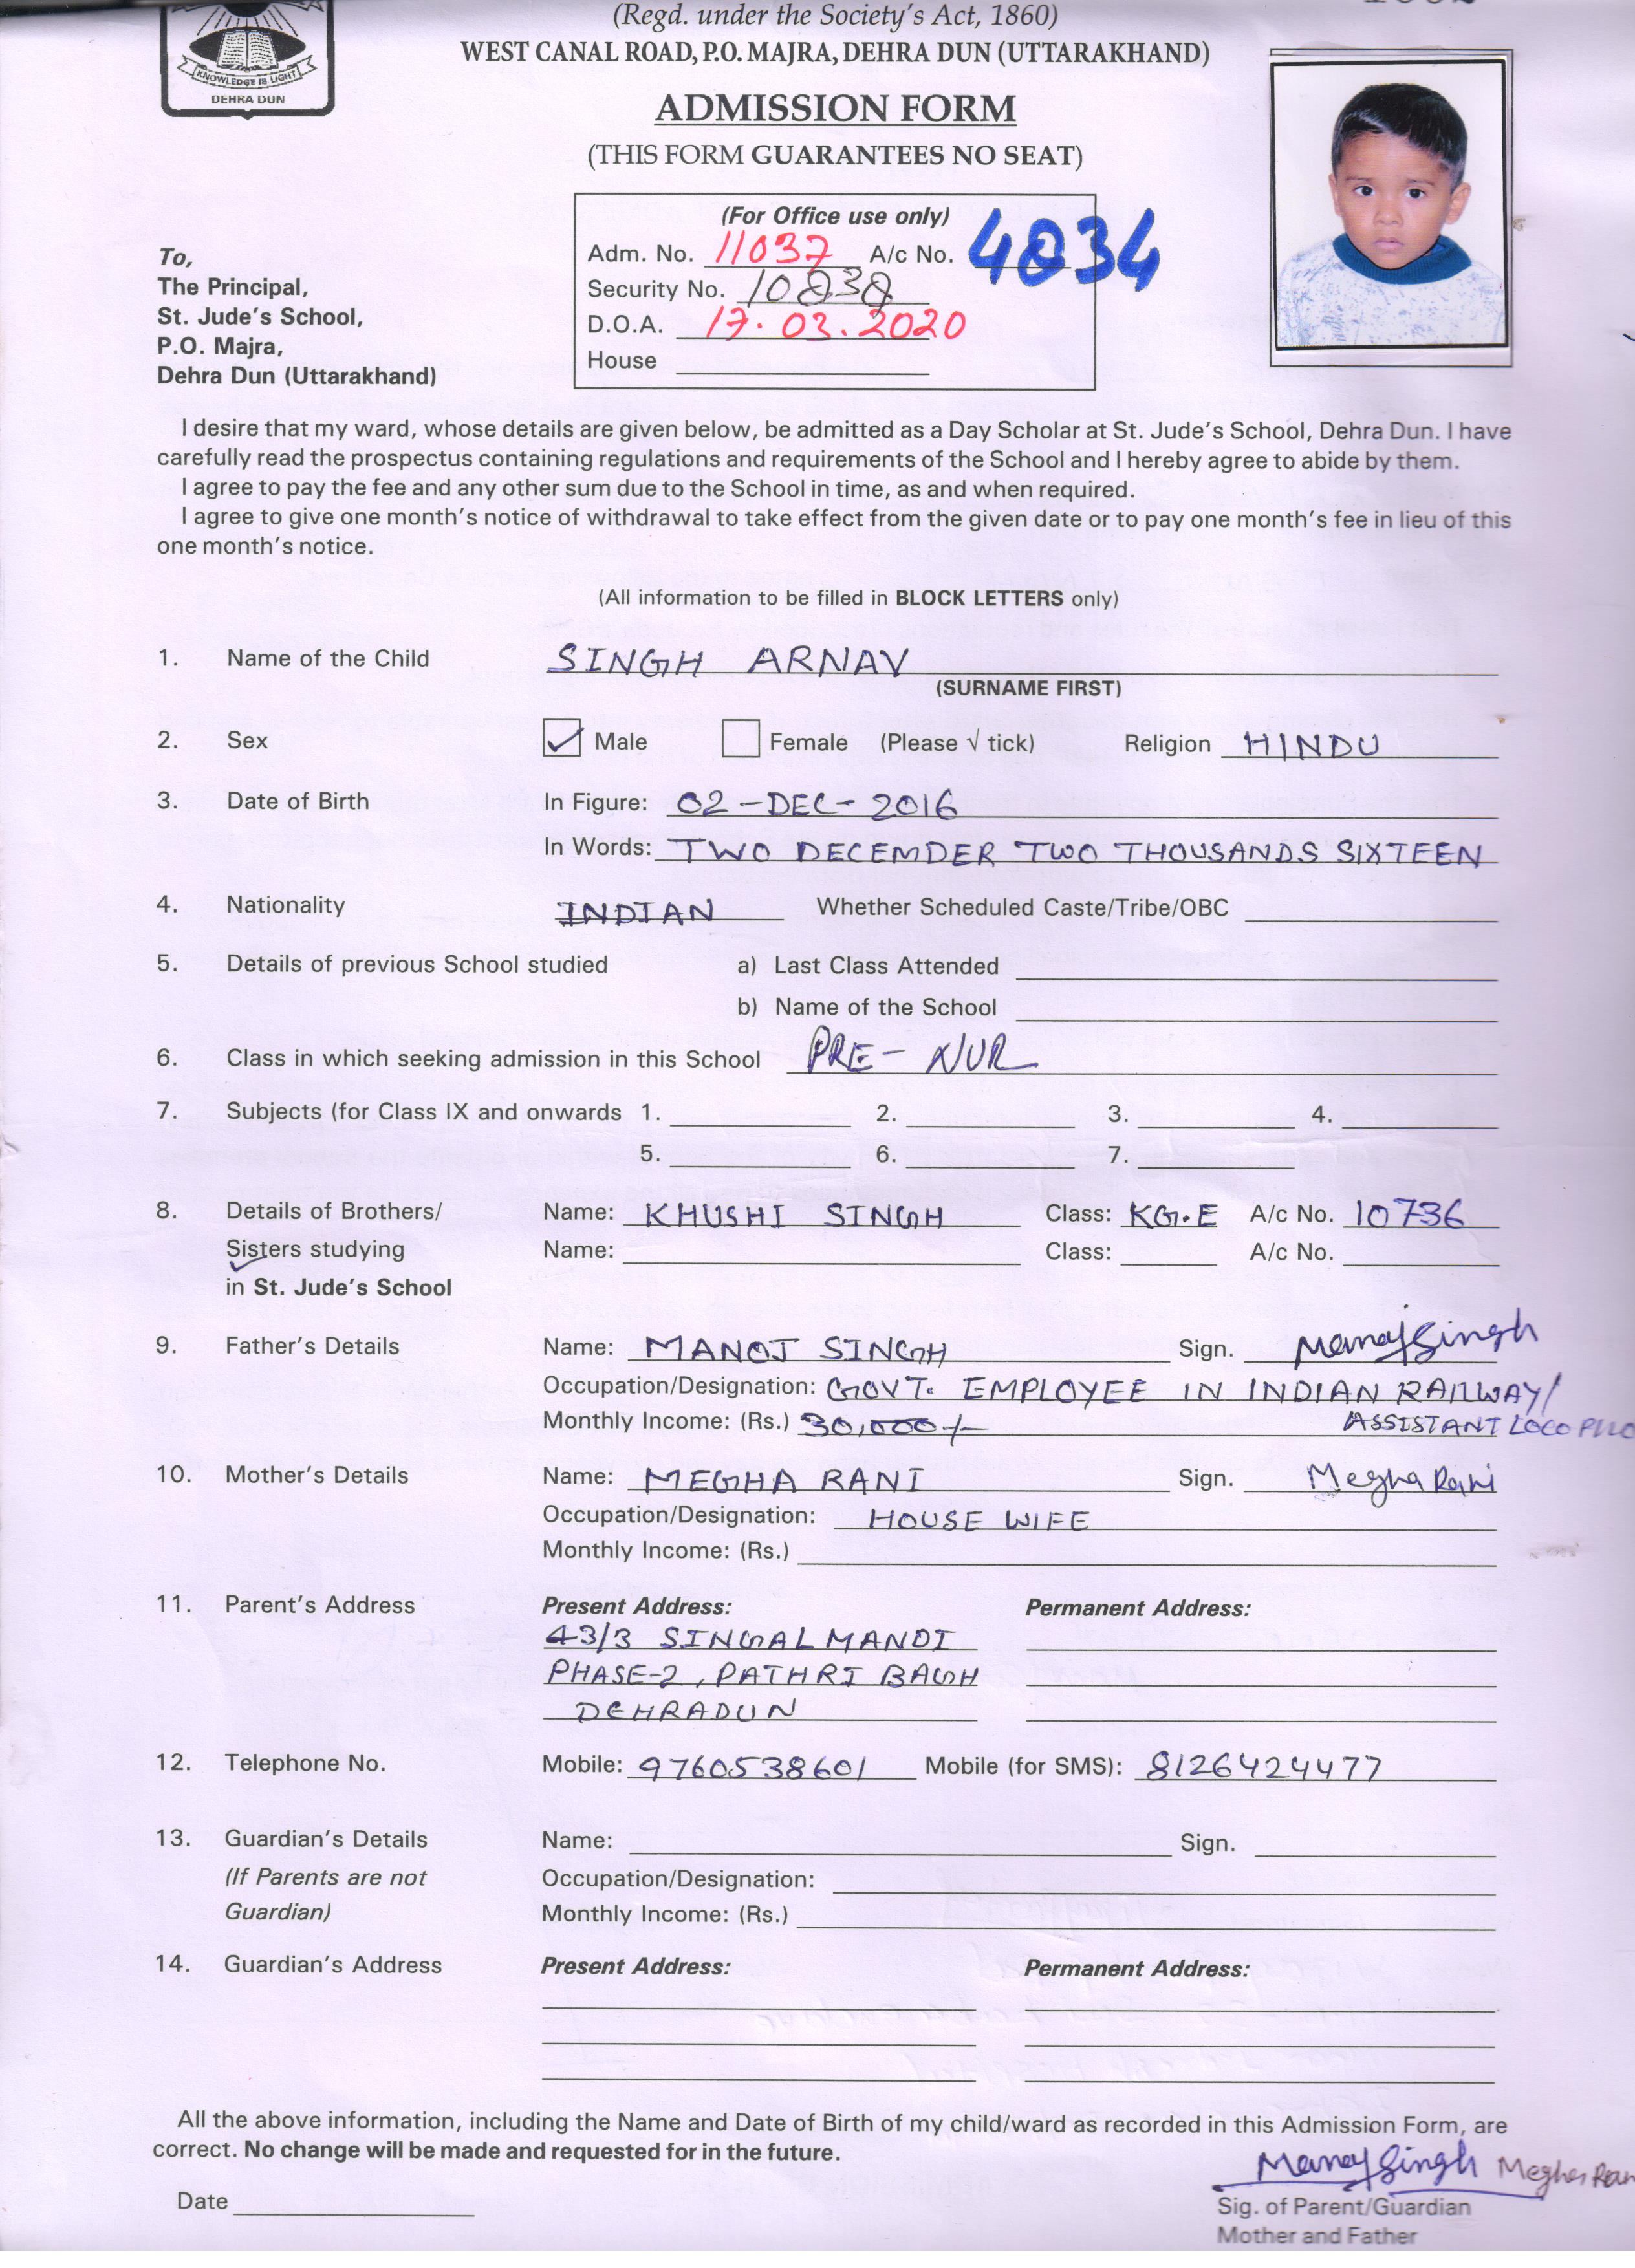 (Regd. under the Society's Act, 1860)
WEST CANAL ROAD, P.O. MAJRA, DEHRA DUN (UTTARAKHAND)
KNOWLEDGE IS LIGHT
DEHRA DUN
ADMISSION FORM
(THIS FORM GUARANTEES NO SEAT)
(For Office use only)
Adm. No. 11037 A/c No. 4834
Security No. 10838
D.O.A. 17.03.2020
House
To,
The Principal,
St. Jude's School,
P.O. Majra,
Dehra Dun (Uttarakhand)
I desire that my ward, whose details are given below, be admitted as a Day Scholar at St. Jude's School, Dehra Dun. I have
carefully read the prospectus containing regulations and requirements of the School and I hereby agree to abide by them.
I agree to pay the fee and any other sum due to the School in time, as and when required.
I agree to give one month's notice of withdrawal to take effect from the given date or to pay one month's fee in lieu of this
one month's notice.
(All information to be filled in BLOCK LETTERS only)
1. Name of the Child SINGH ARNAV
(SURNAME FIRST)
2. Sex ✓ Male Female (Please √ tick) Religion HINDU
3. Date of Birth In Figure: 02-DEC-2016
In Words: TWO DECEMDER TWO THOUSANDS SIXTEEN
4. Nationality INDIAN Whether Scheduled Caste/Tribe/OBC
5. Details of previous School studied a) Last Class Attended
b) Name of the School
6. Class in which seeking admission in this School PRE-NUR
7. Subjects (for Class IX and onwards 1. 2. 3. 4.
5. 6. 7.
8. Details of Brothers/ Name: KHUSHI SINGH Class: KG.E A/c No. 10736
Sisters studying Name: Class: A/c No.
in St. Jude's School
9. Father's Details Name: MANOJ SINGH Sign. Manoj Singh
Occupation/Designation: GOVT. EMPLOYEE IN INDIAN RAILWAY/
Monthly Income: (Rs.) 30,000/- ASSISTANT LOCO
10. Mother's Details Name: MEGHA RANI Sign. Megha Rani
Occupation/Designation: HOUSE WIFE
Monthly Income: (Rs.)
11. Parent's Address Present Address: Permanent Address:
43/3 SINGAL MANDI
PHASE-2, PATHRI BAGH
DEHRADUN
12. Telephone No. Mobile: 9760538601 Mobile (for SMS): 8126424477
13. Guardian's Details Name: Sign.
(If Parents are not Occupation/Designation:
Guardian) Monthly Income: (Rs.)
14. Guardian's Address Present Address: Permanent Address:
All the above information, including the Name and Date of Birth of my child/ward as recorded in this Admission Form, are
correct. No change will be made and requested for in the future.
Manoj Singh Megha
Date
Sig. of Parent/Guardian
Mother and Father